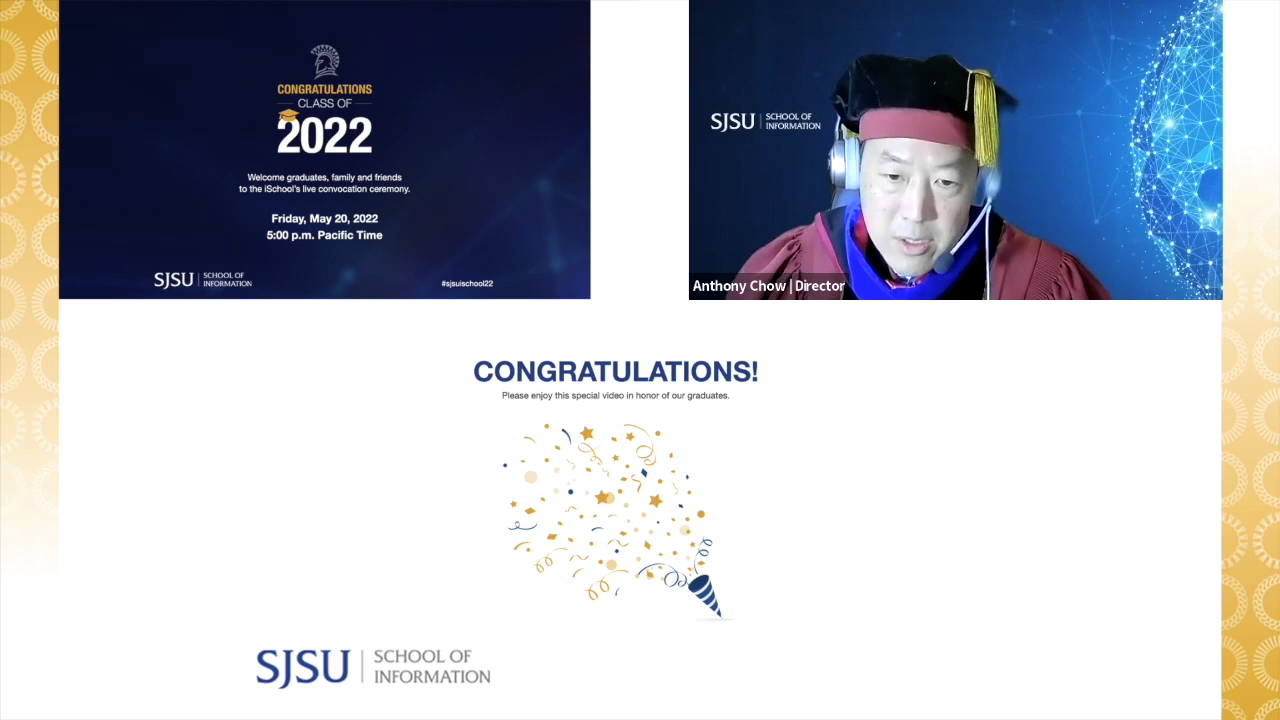 CONGRATULATIONS
CLASS OF
2022
Welcome graduates, family and friends
to the iSchool's live convocation ceremony.
Friday, May 20, 2022
5:00 p.m. Pacific Time
SJSU | SCHOOL OF
INFORMATION
#sjsuischool22
SJSU | SCHOOL OF
INFORMATION
Anthony Chow | Director
CONGRATULATIONS!
Please enjoy this special video in honor of our graduates.
SJSU | SCHOOL OF
INFORMATION